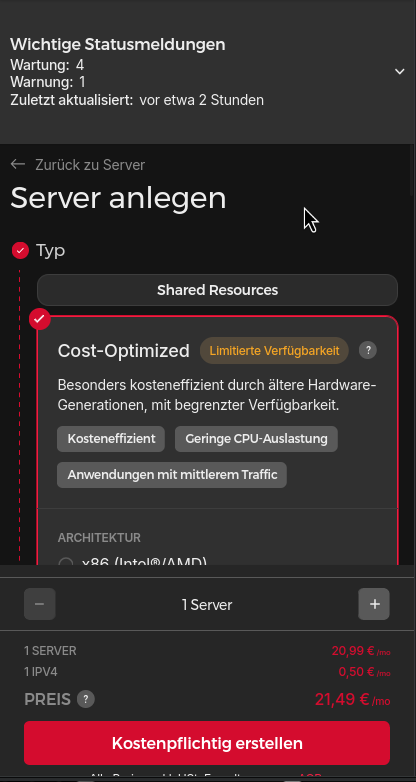 Wichtige Statusmeldungen
Wartung: 4
Warnung: 1
Zuletzt aktualisiert: vor etwa 2 Stunden
Zurück zu Server
Server anlegen
Typ
Shared Resources
Cost-Optimized Limitierte Verfügbarkeit ?
Besonders kosteneffizient durch ältere Hardware-
Generationen, mit begrenzter Verfügbarkeit.
Kosteneffizient Geringe CPU-Auslastung
Anwendungen mit mittlerem Traffic
ARCHITEKTUR
x86 (Intel®/AMD)
− 1 Server +
1 SERVER 20,99 € /mo
1 IPV4 0,50 € /mo
PREIS ? 21,49 € /mo
Kostenpflichtig erstellen